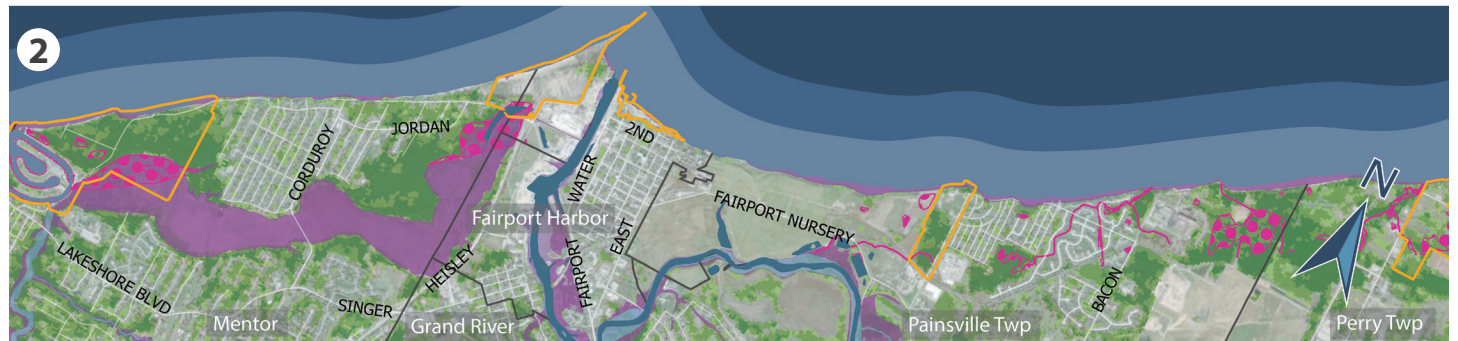 2
JORDAN
CORDUROY
2ND
WATER
N
Fairport Harbor
FAIRPORT NURSERY
LAKESHORE BLVD
HEISLEY
FAIRPORT
EAST
BACON
SINGER
Mentor
Grand River
Painsville Twp
Perry Twp